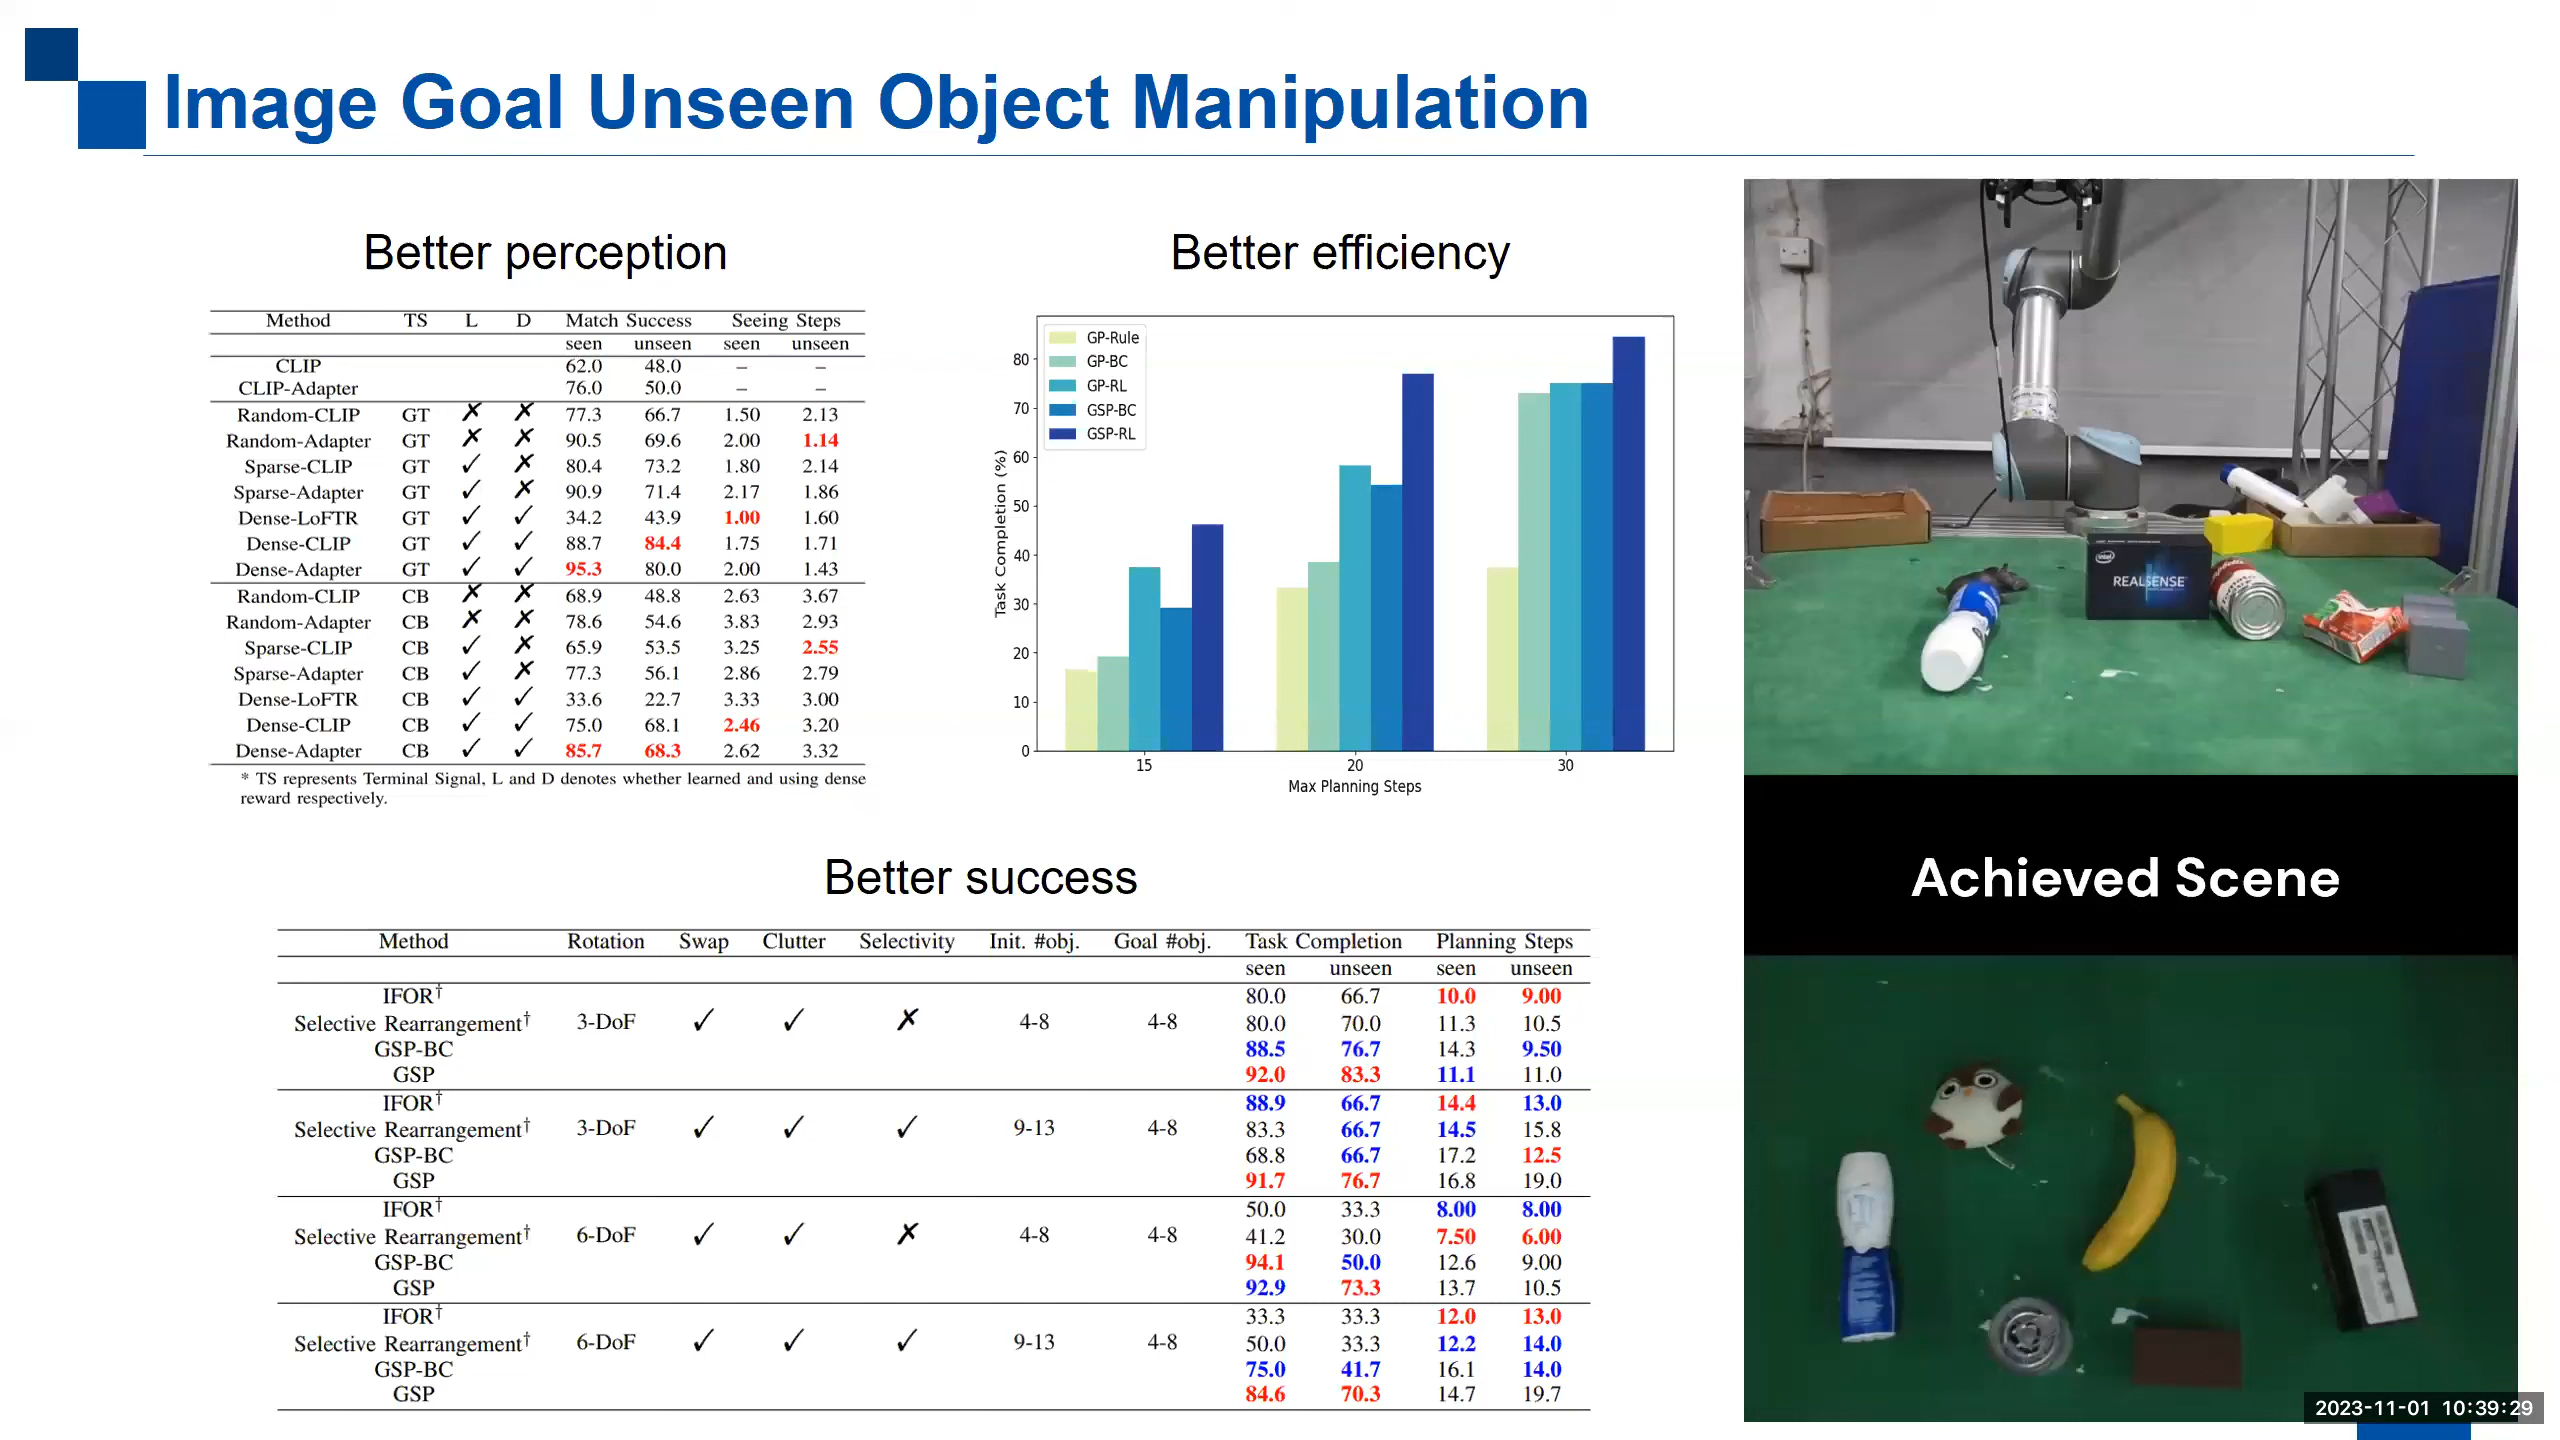 Image Goal Unseen Object Manipulation
Better perception
Method TS L D Match Success Seeing Steps
seen unseen seen unseen
CLIP 62.0 48.0 – –
CLIP-Adapter 76.0 50.0 – –
Random-CLIP GT ✗ ✗ 77.3 66.7 1.50 2.13
Random-Adapter GT ✗ ✗ 90.5 69.6 2.00 1.14
Sparse-CLIP GT ✓ ✗ 80.4 73.2 1.80 2.14
Sparse-Adapter GT ✓ ✗ 90.9 71.4 2.17 1.86
Dense-LoFTR GT ✓ ✓ 34.2 43.9 1.00 1.60
Dense-CLIP GT ✓ ✓ 88.7 84.4 1.75 1.71
Dense-Adapter GT ✓ ✓ 95.3 80.0 2.00 1.43
Random-CLIP CB ✗ ✗ 68.9 48.8 2.63 3.67
Random-Adapter CB ✗ ✗ 78.6 54.6 3.83 2.93
Sparse-CLIP CB ✓ ✗ 65.9 53.5 3.25 2.55
Sparse-Adapter CB ✓ ✗ 77.3 56.1 2.86 2.79
Dense-LoFTR CB ✓ ✓ 33.6 22.7 3.33 3.00
Dense-CLIP CB ✓ ✓ 75.0 68.1 2.46 3.20
Dense-Adapter CB ✓ ✓ 85.7 68.3 2.62 3.32
* TS represents Terminal Signal, L and D denotes whether learned and using dense
reward respectively.
Better efficiency
GP-Rule
GP-BC
GP-RL
GSP-BC
GSP-RL
Task Completion (%)
80
70
60
50
40
30
20
10
0
15 20 30
Max Planning Steps
Better success
Method Rotation Swap Clutter Selectivity Init. #obj. Goal #obj. Task Completion Planning Steps
seen unseen seen unseen
IFOR† 80.0 66.7 10.0 9.00
Selective Rearrangement† 3-DoF ✓ ✓ ✗ 4-8 4-8 80.0 70.0 11.3 10.5
GSP-BC 88.5 76.7 14.3 9.50
GSP 92.0 83.3 11.1 11.0
IFOR† 88.9 66.7 14.4 13.0
Selective Rearrangement† 3-DoF ✓ ✓ ✓ 9-13 4-8 83.3 66.7 14.5 15.8
GSP-BC 68.8 66.7 17.2 12.5
GSP 91.7 76.7 16.8 19.0
IFOR† 50.0 33.3 8.00 8.00
Selective Rearrangement† 6-DoF ✓ ✓ ✗ 4-8 4-8 41.2 30.0 7.50 6.00
GSP-BC 94.1 50.0 12.6 9.00
GSP 92.9 73.3 13.7 10.5
IFOR† 33.3 33.3 12.0 13.0
Selective Rearrangement† 6-DoF ✓ ✓ ✓ 9-13 4-8 50.0 33.3 12.2 14.0
GSP-BC 75.0 41.7 16.1 14.0
GSP 84.6 70.3 14.7 19.7
intel
REALSENSE
Achieved Scene
2023-11-01 10:39:29